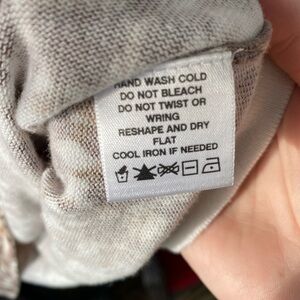 HAND WASH COLD
DO NOT BLEACH
DO NOT TWIST OR
WRING
RESHAPE AND DRY
FLAT
COOL IRON IF NEEDED